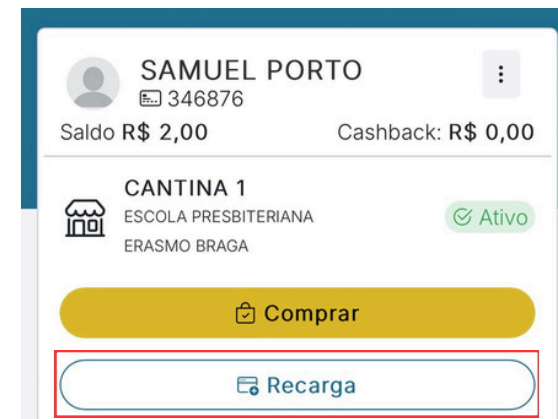 SAMUEL PORTO
346876
Saldo R$ 2,00 Cashback: R$ 0,00
CANTINA 1
ESCOLA PRESBITERIANA
ERASMO BRAGA
Ativo
Comprar
Recarga